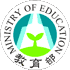 MINISTRY OF EDUCATION
教育部